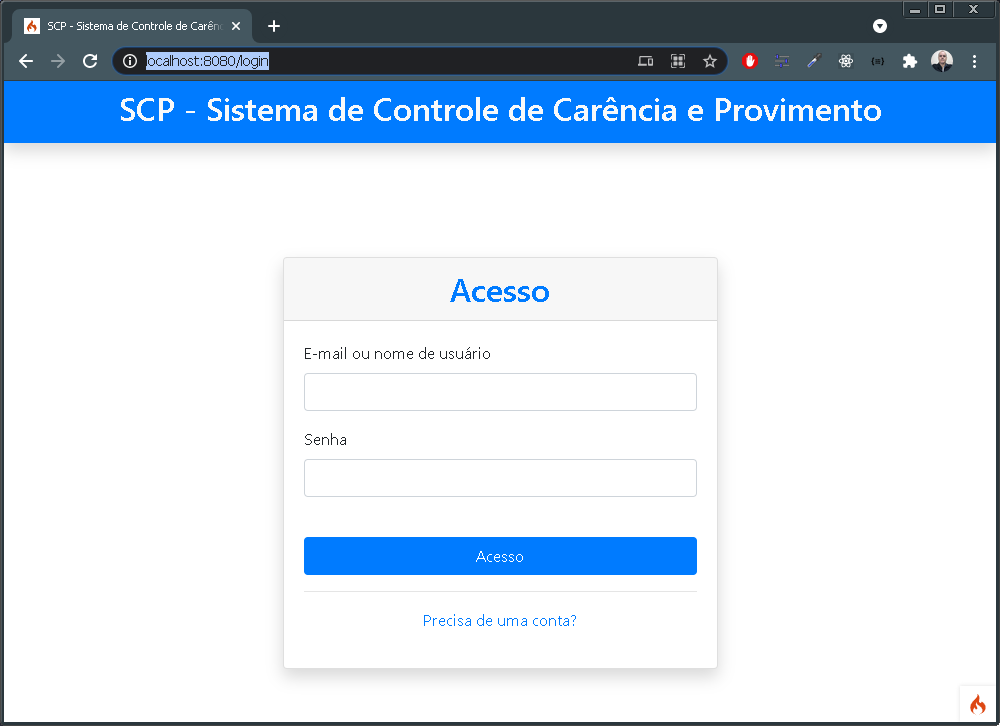 SCP - Sistema de Controle de Carên
localhost:8080/login
SCP - Sistema de Controle de Carência e Provimento
Acesso
E-mail ou nome de usuário
Senha
Acesso
Precisa de uma conta?